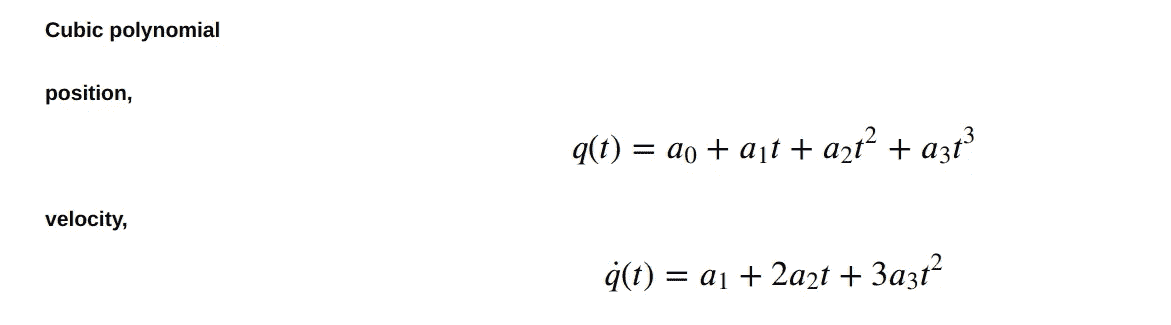 Cubic polynomial
position,
q(t) = a₀ + a₁t + a₂t² + a₃t³
velocity,
q̇(t) = a₁ + 2a₂t + 3a₃t²